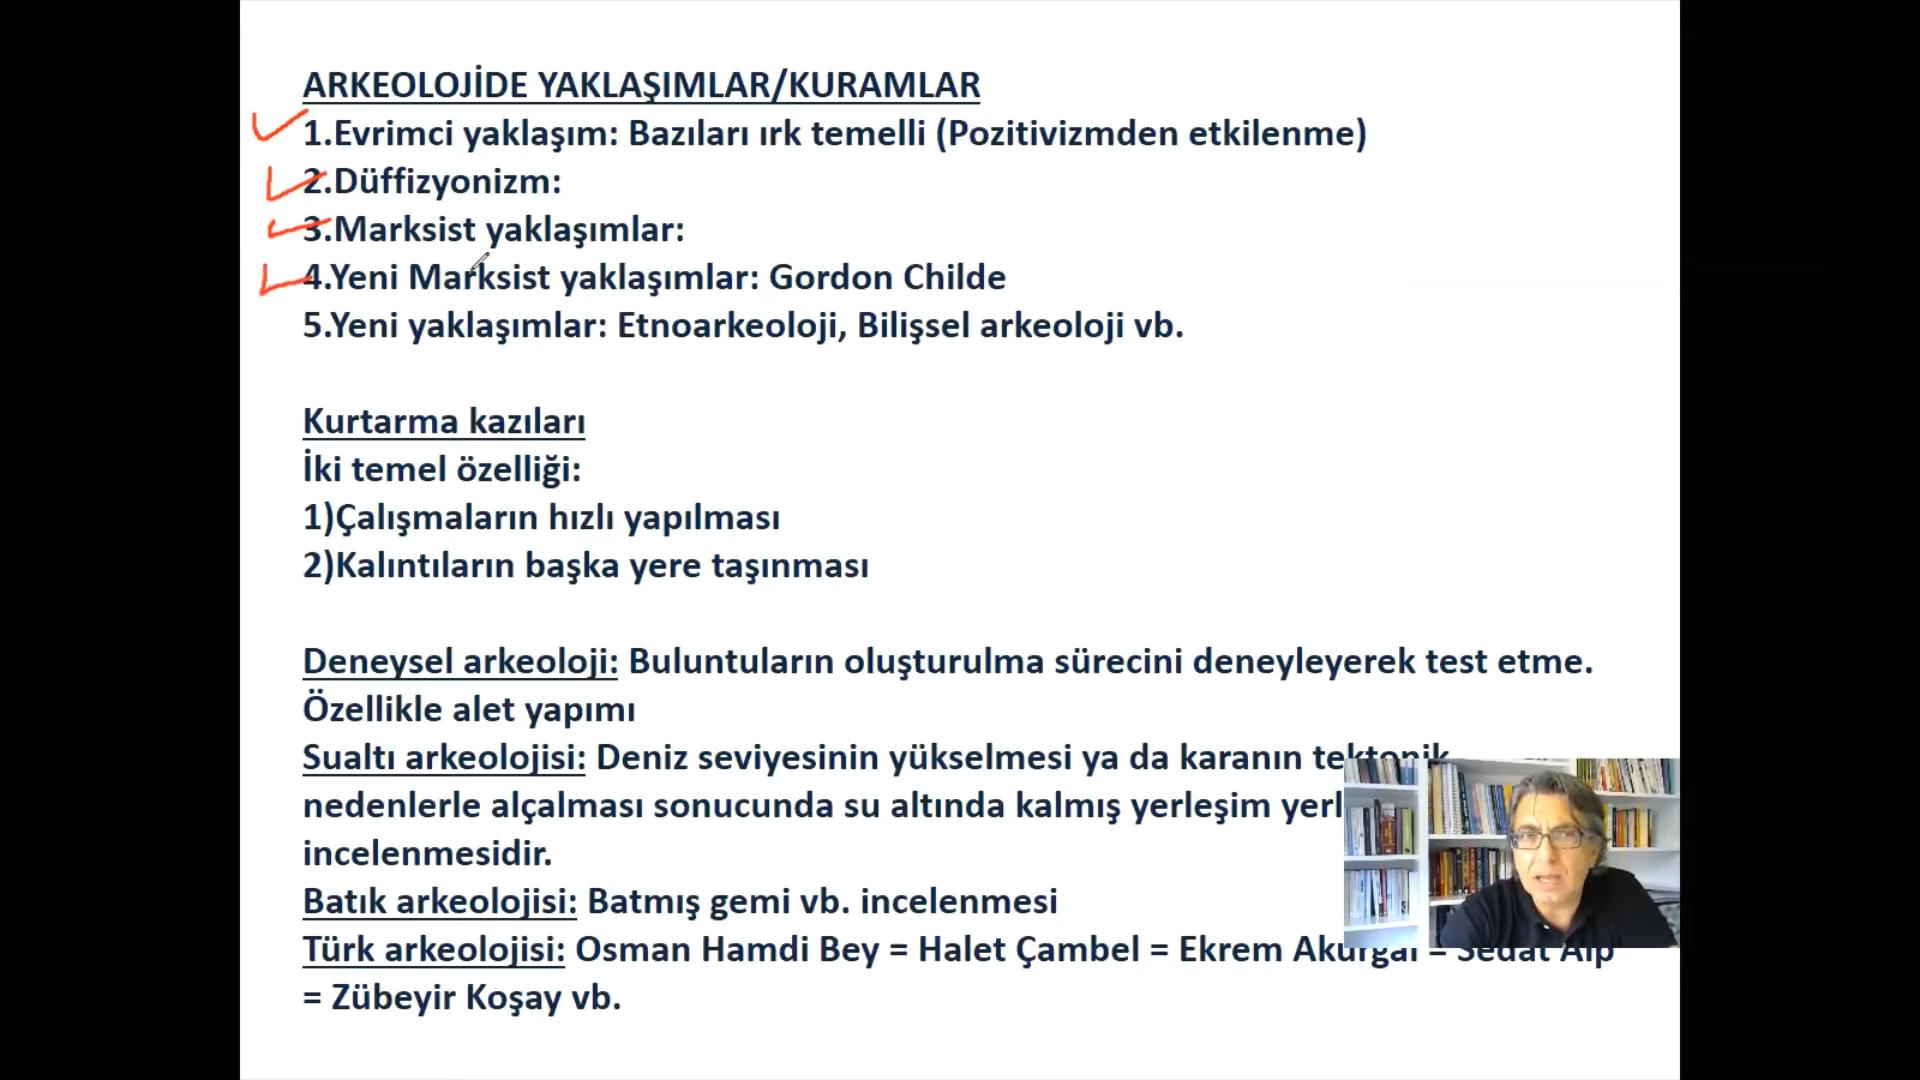 ARKEOLOJİDE YAKLAŞIMLAR/KURAMLAR
1.Evrimci yaklaşım: Bazıları ırk temelli (Pozitivizmden etkilenme)
2.Düffizyonizm:
3.Marksist yaklaşımlar:
4.Yeni Marksist yaklaşımlar: Gordon Childe
5.Yeni yaklaşımlar: Etnoarkeoloji, Bilişsel arkeoloji vb.
Kurtarma kazıları
İki temel özelliği:
1)Çalışmaların hızlı yapılması
2)Kalıntıların başka yere taşınması
Deneysel arkeoloji: Buluntuların oluşturulma sürecini deneyleyerek test etme.
Özellikle alet yapımı
Sualtı arkeolojisi: Deniz seviyesinin yükselmesi ya da karanın tektonik
nedenlerle alçalması sonucunda su altında kalmış yerleşim
incelenmesidir.
Batık arkeolojisi: Batmış gemi vb. incelenmesi
Türk arkeolojisi: Osman Hamdi Bey = Halet Çambel = Ekrem Akurgal = Sedat Alp
= Zübeyir Koşay vb.